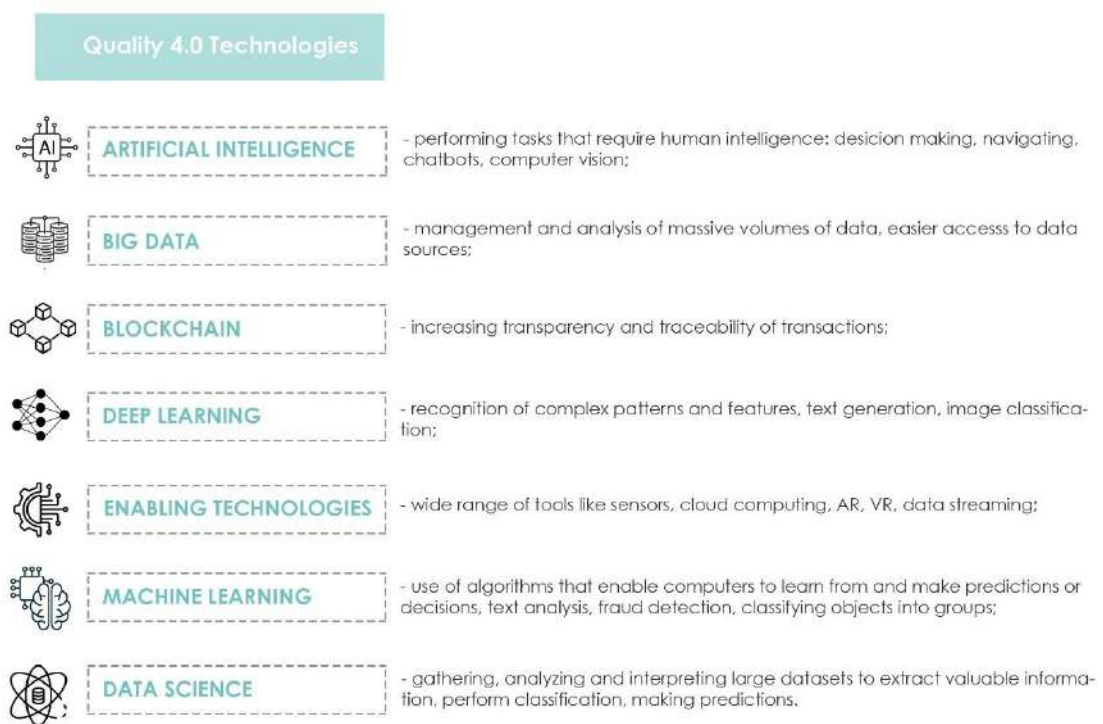 Quality 4.0 Technologies
AI
ARTIFICIAL INTELLIGENCE
- performing tasks that require human intelligence: desicion making, navigating,
chatbots, computer vision;
BIG DATA
- management and analysis of massive volumes of data, easier accesss to data
sources;
BLOCKCHAIN
- increasing transparency and traceability of transactions;
DEEP LEARNING
- recognition of complex patterns and features, text generation, image classifica-
tion;
ENABLING TECHNOLOGIES
- wide range of tools like sensors, cloud computing, AR, VR, data streaming;
MACHINE LEARNING
- use of algorithms that enable computers to learn from and make predictions or
decisions, text analysis, fraud detection, classifying objects into groups;
DATA SCIENCE
- gathering, analyzing and interpreting large datasets to extract valuable informa-
tion, perform classification, making predictions.